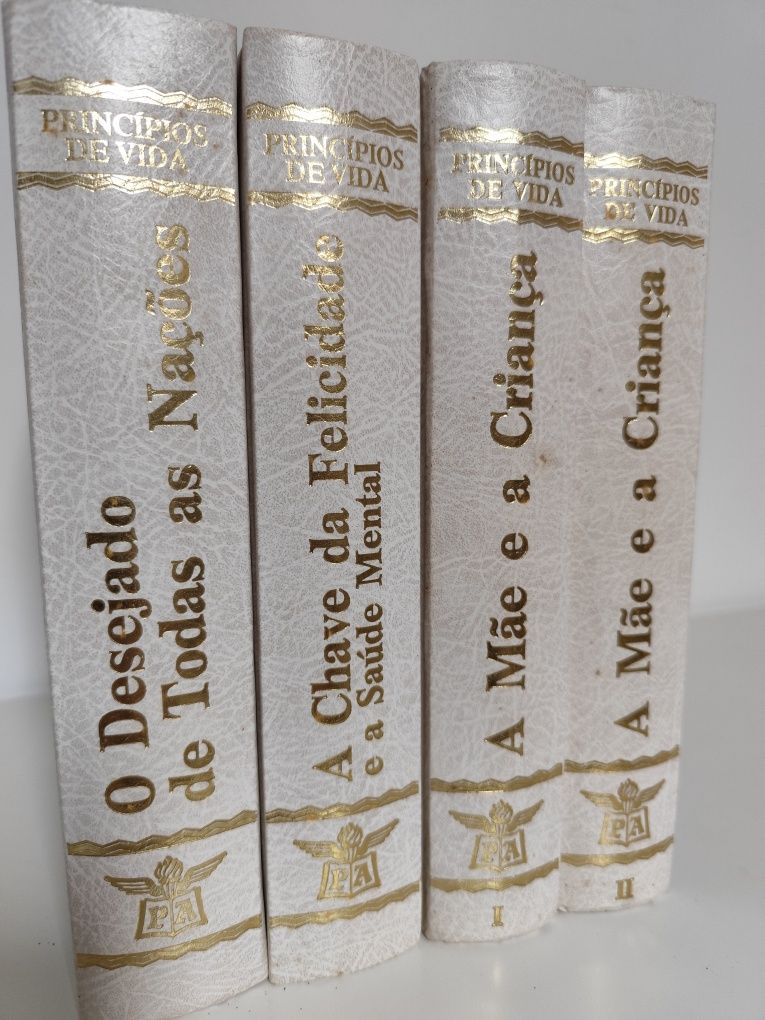 PRINCÍPIOS
DE VIDA
O Desejado
de Todas as Nações
PA
PRINCÍPIOS
DE VIDA
A Chave da Felicidade
e a Saúde Mental
PA
PRINCÍPIOS
DE VIDA
A Mãe e a Criança
PA
I
PRINCÍPIOS
DE VIDA
A Mãe e a Criança
PA
II